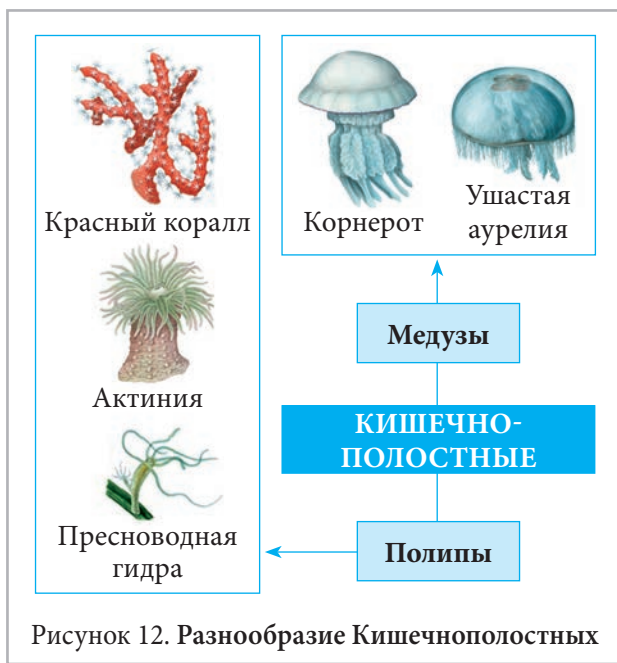 Красный коралл
Актиния
Пресноводная
гидра
Корнерот
Ушастая
аурелия
Медузы
КИШЕЧНО-
ПОЛОСТНЫЕ
Полипы
Рисунок 12. Разнообразие Кишечнополостных